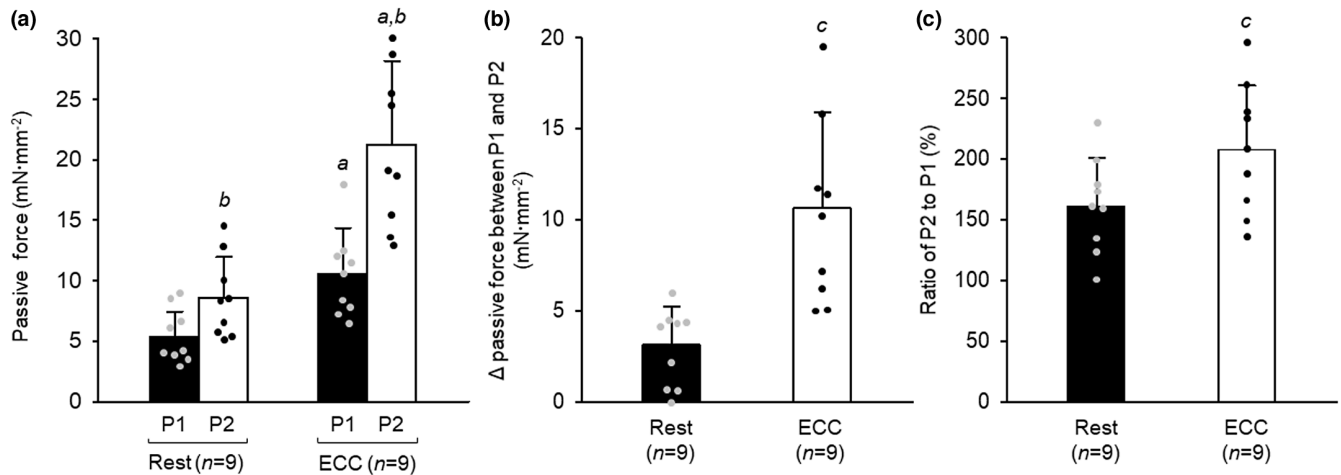 (a)
Passive force (mN·mm-2)
30
25
20
15
10
5
0
b
a
a,b
P1
P2
P1
P2
Rest (n=9)
ECC (n=9)
(b)
Δ passive force between P1 and P2
(mN·mm-2)
20
15
10
5
0
c
Rest
(n=9)
ECC
(n=9)
(c)
Ratio of P2 to P1 (%)
300
250
200
150
100
50
0
c
Rest
(n=9)
ECC
(n=9)